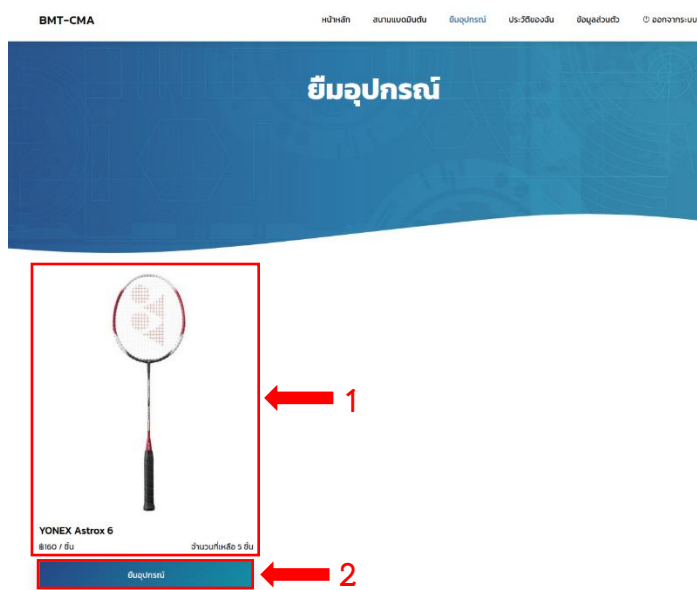 BMT-CMA หน้าหลัก สนามแบดมินตัน ยืมอุปกรณ์ ประวัติของฉัน ข้อมูลส่วนตัว ออกจากระบบ
ยืมอุปกรณ์
1
YONEX Astrox 6
฿160 / ชิ้น จำนวนที่เหลือ 5 ชิ้น
ยืมอุปกรณ์
2